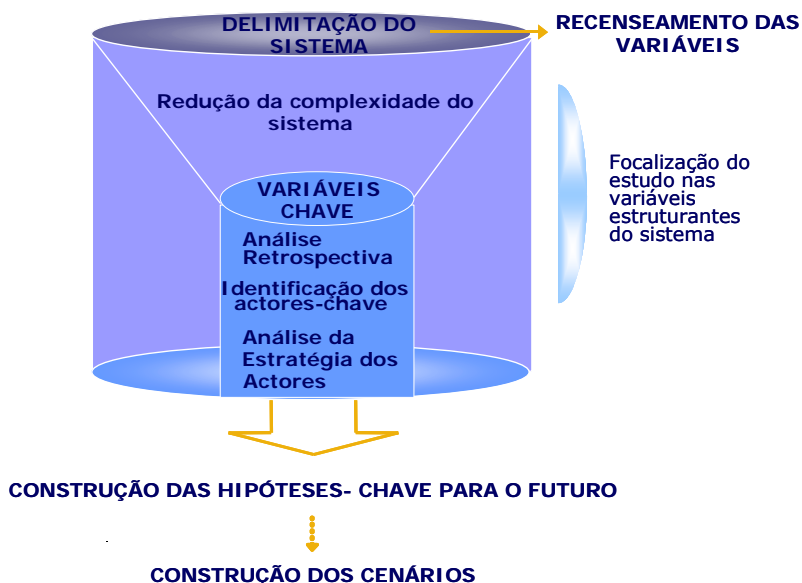 DELIMITAÇÃO DO
SISTEMA
RECENSEAMENTO DAS
VARIÁVEIS
Redução da complexidade do
sistema
Focalização do
estudo nas
variáveis
estruturantes
do sistema
VARIÁVEIS
CHAVE
Análise
Retrospectiva
Identificação dos
actores-chave
Análise da
Estratégia dos
Actores
CONSTRUÇÃO DAS HIPÓTESES- CHAVE PARA O FUTURO
CONSTRUÇÃO DOS CENÁRIOS